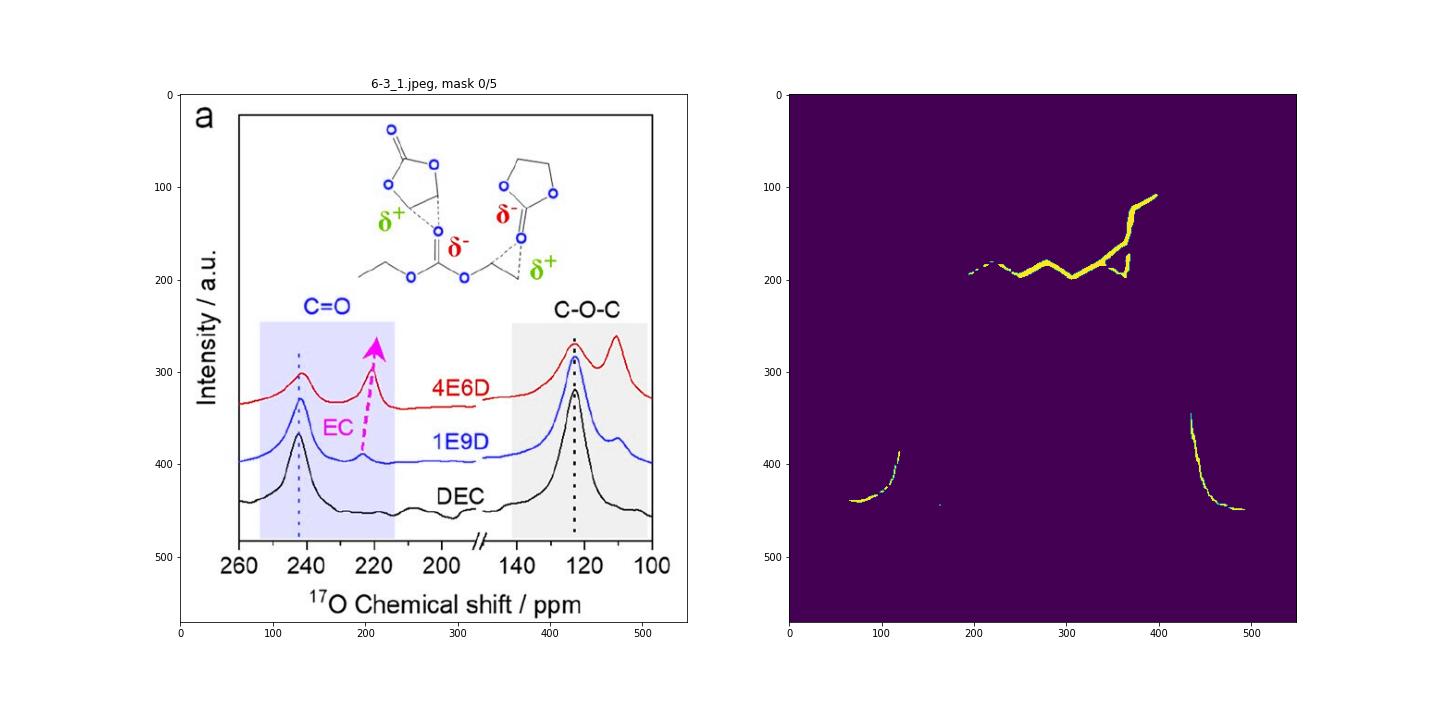 6-3_1.jpeg, mask 0/5
a
O
O
O
δ+
O
O
δ-
O
O
δ-
O
O
δ+
C=O
C-O-C
Intensity / a.u.
4E6D
EC
1E9D
DEC
260 240 220 200 140 120 100
17O Chemical shift / ppm
0
100
200
300
400
500
0 100 200 300 400 500
0
100
200
300
400
500
0 100 200 300 400 500